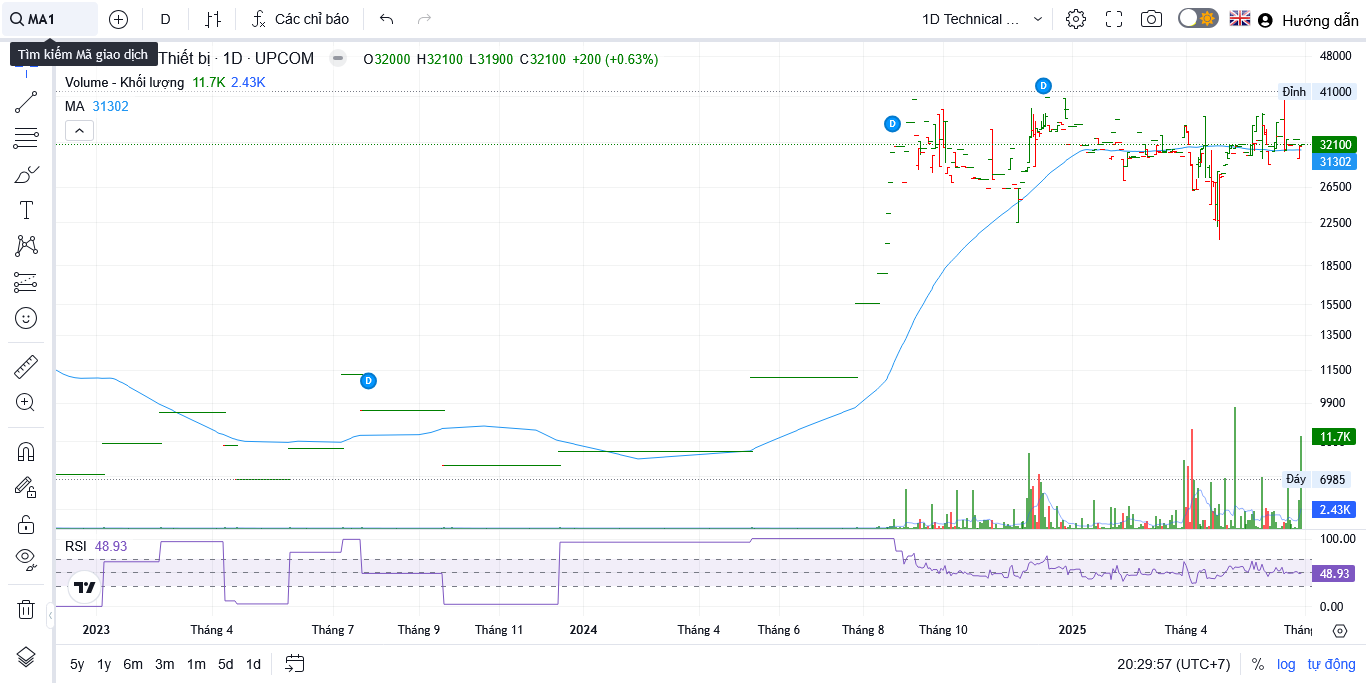 MA1 D Các chỉ báo 1D Technical ... Hướng dẫn
Tìm kiếm Mã giao dịch
Thiết bị · 1D · UPCOM O32000 H32100 L31900 C32100 +200 (+0.63%)
Volume - Khối lượng 11.7K 2.43K
MA 31302
48000
Đỉnh 41000
32100
31302
26500
22500
18500
15500
13500
11500
9900
11.7K
Đáy 6985
2.43K
D
D
D
RSI 48.93
100.00
48.93
0.00
2023 Tháng 4 Tháng 7 Tháng 9 Tháng 11 2024 Tháng 4 Tháng 6 Tháng 8 Tháng 10 2025 Tháng 4
5y 1y 6m 3m 1m 5d 1d 20:29:57 (UTC+7) % log tự động